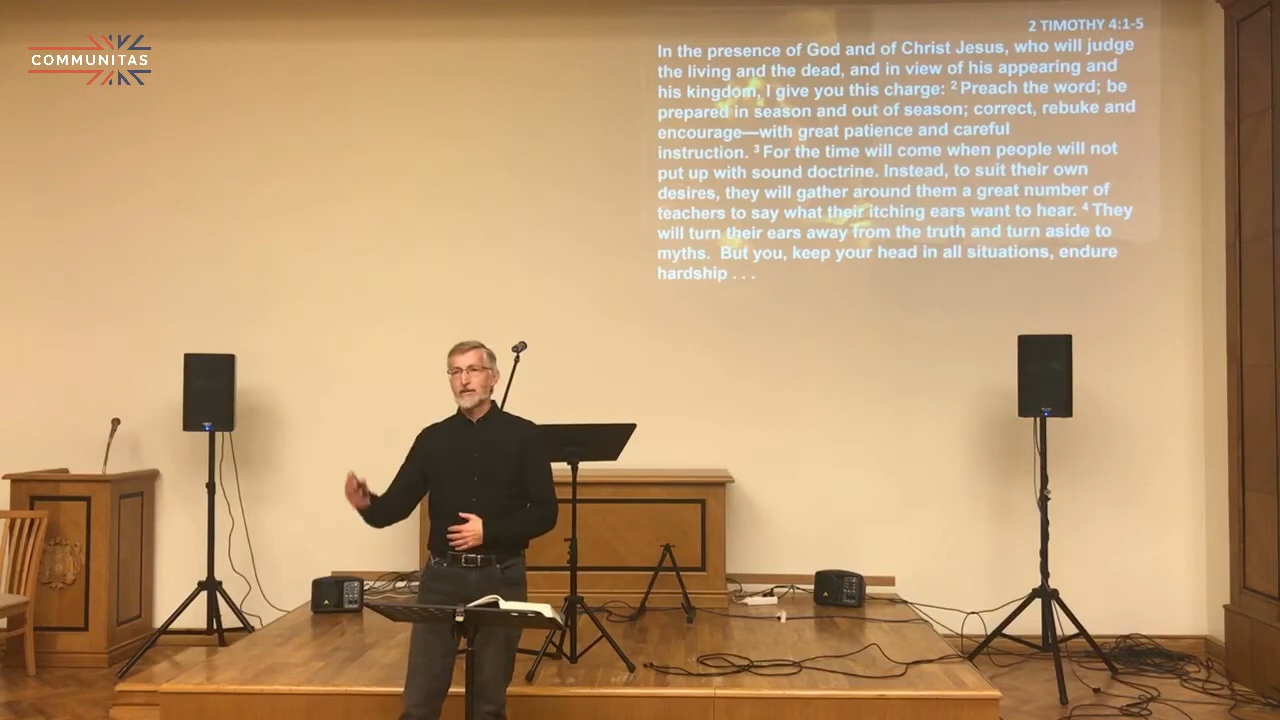 COMMUNITAS
2 TIMOTHY 4:1-5
In the presence of God and of Christ Jesus, who will judge
the living and the dead, and in view of his appearing and
his kingdom, I give you this charge: ² Preach the word; be
prepared in season and out of season; correct, rebuke and
encourage—with great patience and careful
instruction. ³ For the time will come when people will not
put up with sound doctrine. Instead, to suit their own
desires, they will gather around them a great number of
teachers to say what their itching ears want to hear. ⁴ They
will turn their ears away from the truth and turn aside to
myths.  But you, keep your head in all situations, endure
hardship . . .